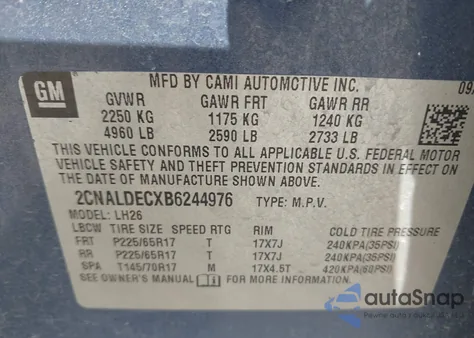 GM
MFD BY CAMI AUTOMOTIVE INC.
09/
GVWR GAWR FRT GAWR RR
2250 KG 1175 KG 1240 KG
4960 LB 2590 LB 2733 LB
THIS VEHICLE CONFORMS TO ALL APPLICABLE U.S. FEDERAL MOTOR
VEHICLE SAFETY AND THEFT PREVENTION STANDARDS IN EFFECT ON
THE DATE OF MANUFACTURE SHOWN ABOVE.
2CNALDECXB6244976 TYPE: M.P.V.
MODEL: LH26
LBCW TIRE SIZE SPEED RTG RIM COLD TIRE PRESSURE
FRT P225/65R17 T 17X7J 240KPA(35PSI)
RR P225/65R17 T 17X7J 240KPA(35PSI)
SPA T145/70R17 M 17X4.5T 420KPA(60PSI)
SEE OWNER'S MANUAL FOR MORE INFORMATION.
autoSnap
Powered by CarsfromWest